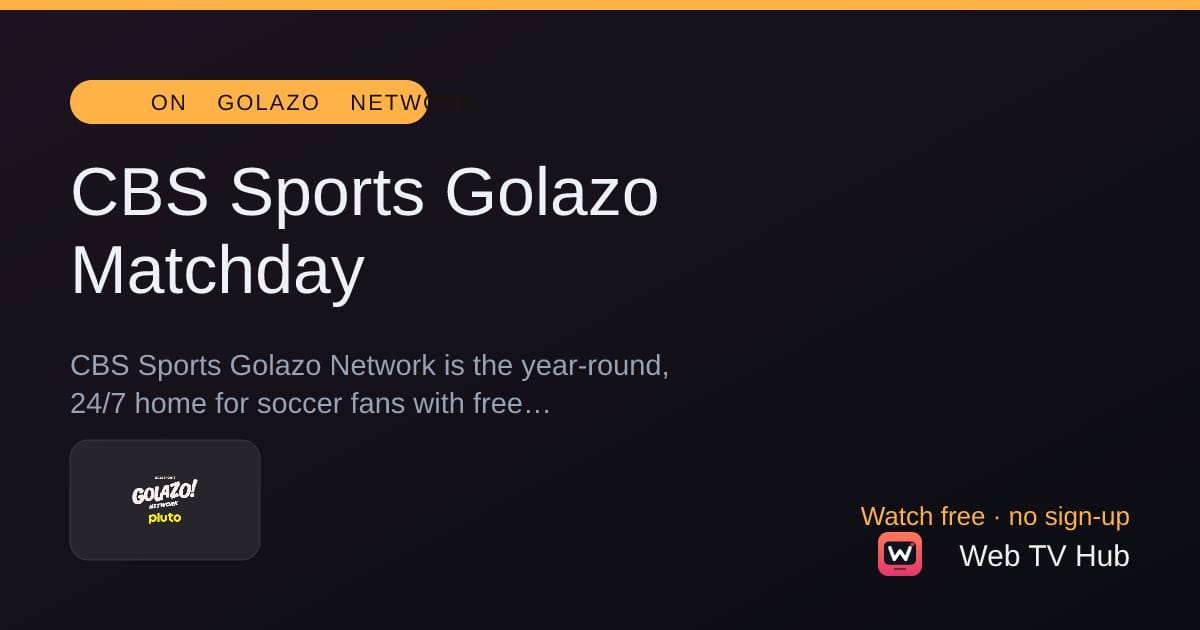 ON GOLAZO NETWORK
CBS Sports Golazo
Matchday
CBS Sports Golazo Network is the year-round,
24/7 home for soccer fans with free…
GOLAZO!
NETWORK
pluto
Watch free · no sign-up
W
Web TV Hub